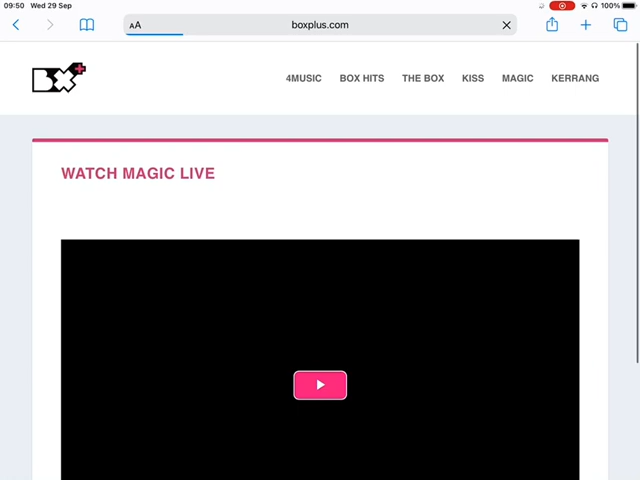 09:50 Wed 29 Sep 100%
AA boxplus.com
BOX+
4MUSIC BOX HITS THE BOX KISS MAGIC KERRANG
WATCH MAGIC LIVE